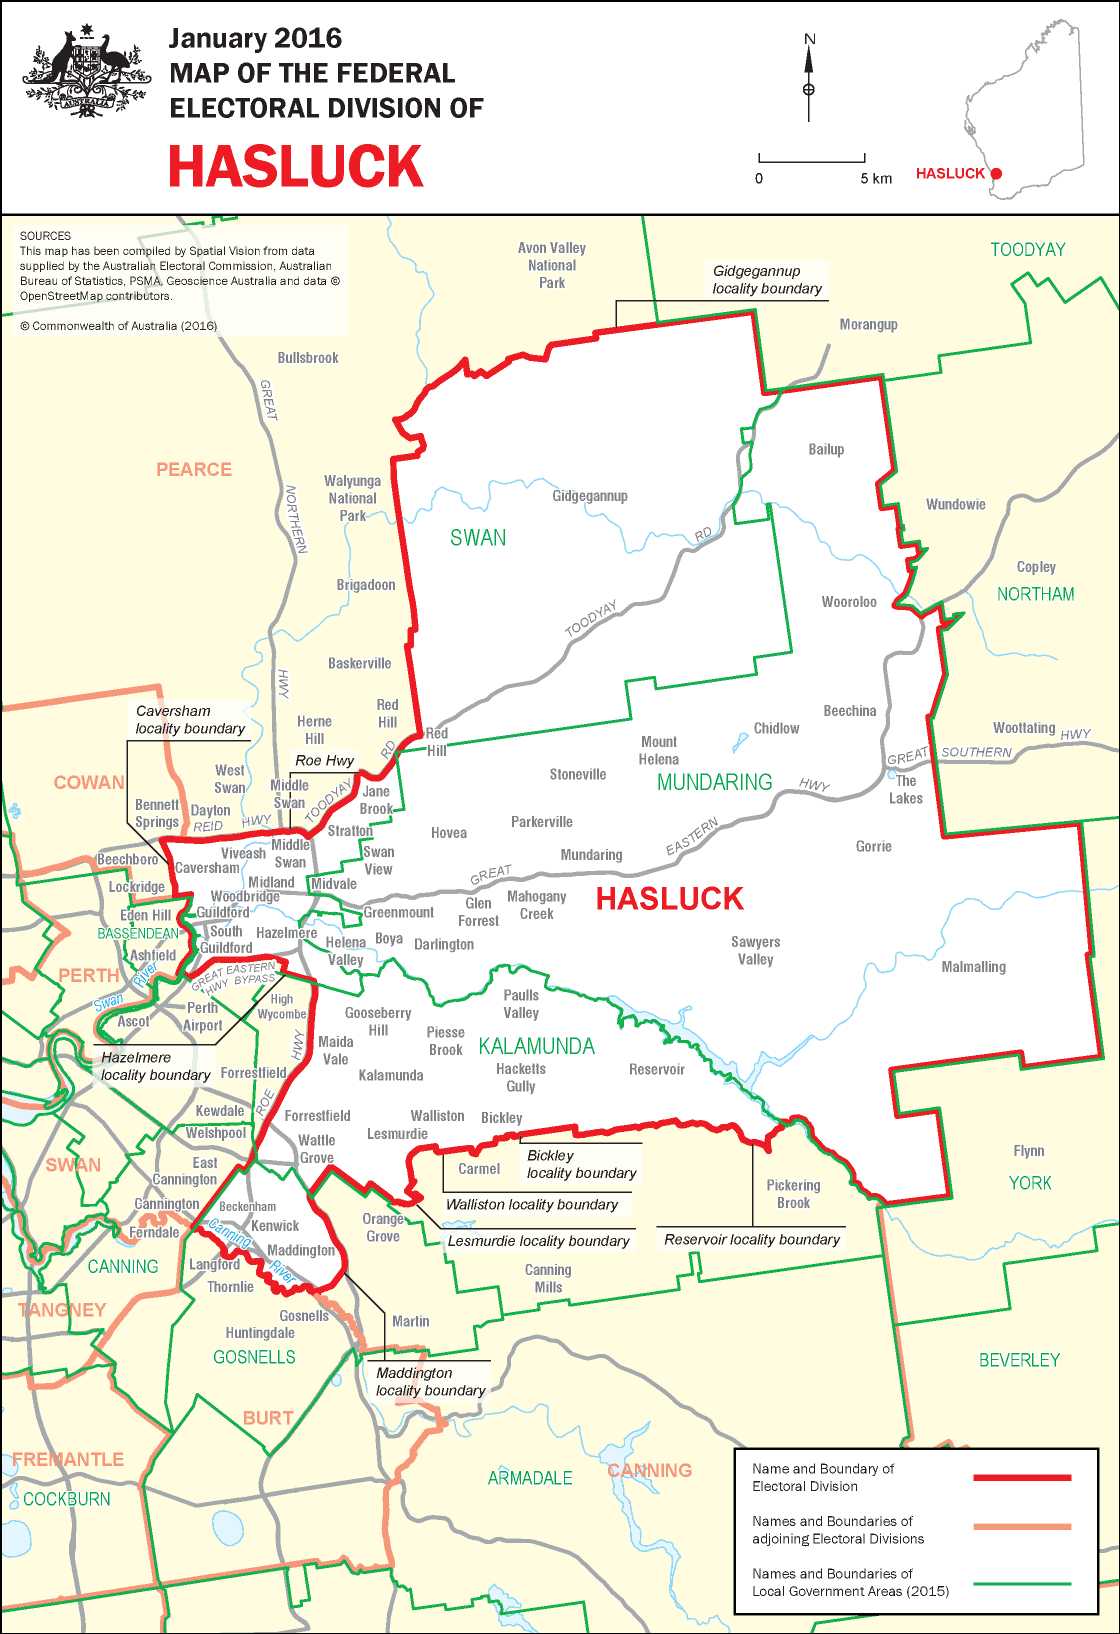 January 2016
MAP OF THE FEDERAL
ELECTORAL DIVISION OF
HASLUCK
AUSTRALIA
N
0
5 km
HASLUCK
SOURCES
This map has been compiled by Spatial Vision from data
supplied by the Australian Electoral Commission, Australian
Bureau of Statistics, PSMA, Geoscience Australia and data ©
OpenStreetMap contributors.
© Commonwealth of Australia (2016)
Avon Valley
National
Park
TOODYAY
Gidgegannup
locality boundary
Morangup
Bullsbrook
GREAT
PEARCE
Bailup
Walyunga
National
Park
Gidgegannup
NORTHERN
Wundowie
SWAN
RD
Copley
Brigadoon
NORTHAM
Wooroloo
TOODYAY
Baskerville
HWY
Red
Hill
Caversham
locality boundary
Herne
Hill
Beechina
Chidlow
Woottating
HWY
Red
Hill
RD
Mount
Helena
GREAT
SOUTHERN
Roe Hwy
West
Swan
COWAN
Stoneville
MUNDARING
HWY
The
Lakes
Middle
Swan
TOODYAY
Jane
Brook
Bennett
Springs
Dayton
REID
HWY
Stratton
Hovea
Parkerville
EASTERN
Gorrie
Middle
Swan
Viveash
Beechboro
Caversham
Swan
View
Mundaring
GREAT
Lockridge
Midland
Midvale
Woodbridge
HASLUCK
Eden Hill
Guildford
Greenmount
Glen
Forrest
Mahogany
Creek
BASSENDEAN
South
Guildford
Hazelmere
Helena
Valley
Boya
Darlington
Sawyers
Valley
Ashfield
Malmalling
PERTH
Swan
River
GREAT EASTERN
HWY BYPASS
High
Wycombe
Paulls
Valley
Ascot
Perth
Airport
Gooseberry
Hill
Piesse
Brook
KALAMUNDA
Maida
Vale
HWY
Hazelmere
locality boundary
Forrestfield
Kalamunda
Hacketts
Gully
Reservoir
ROE
Kewdale
Forrestfield
Walliston
Bickley
Welshpool
Lesmurdie
Wattle
Grove
SWAN
East
Cannington
Carmel
Bickley
locality boundary
Flynn
YORK
Pickering
Brook
Cannington
Beckenham
Walliston locality boundary
Ferndale
Canning
River
Kenwick
Orange
Grove
Lesmurdie locality boundary
Reservoir locality boundary
Maddington
CANNING
Langford
Thornlie
Canning
Mills
TANGNEY
Gosnells
Martin
Huntingdale
GOSNELLS
BEVERLEY
Maddington
locality boundary
BURT
FREMANTLE
COCKBURN
ARMADALE
CANNING
Name and Boundary of
Electoral Division
Names and Boundaries of
adjoining Electoral Divisions
Names and Boundaries of
Local Government Areas (2015)